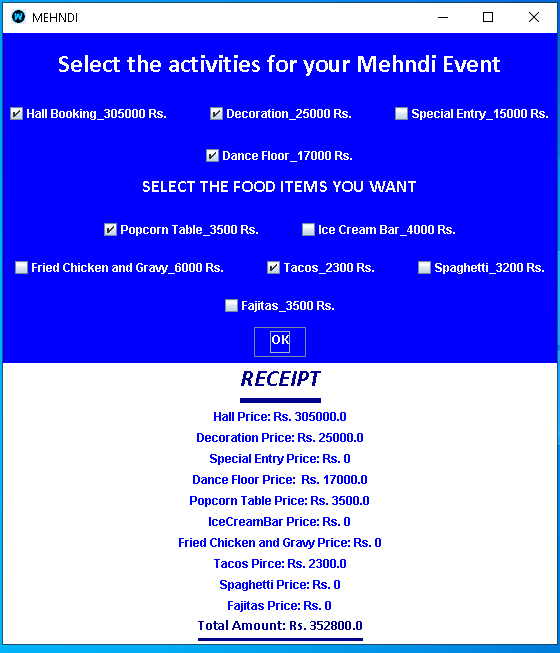 MEHNDI
Select the activities for your Mehndi Event
Hall Booking_305000 Rs. Decoration_25000 Rs. Special Entry_15000 Rs.
Dance Floor_17000 Rs.
SELECT THE FOOD ITEMS YOU WANT
Popcorn Table_3500 Rs. Ice Cream Bar_4000 Rs.
Fried Chicken and Gravy_6000 Rs. Tacos_2300 Rs. Spaghetti_3200 Rs.
Fajitas_3500 Rs.
OK
RECEIPT
Hall Price: Rs. 305000.0
Decoration Price: Rs. 25000.0
Special Entry Price: Rs. 0
Dance Floor Price: Rs. 17000.0
Popcorn Table Price: Rs. 3500.0
IceCreamBar Price: Rs. 0
Fried Chicken and Gravy Price: Rs. 0
Tacos Pirce: Rs. 2300.0
Spaghetti Price: Rs. 0
Fajitas Price: Rs. 0
Total Amount: Rs. 352800.0